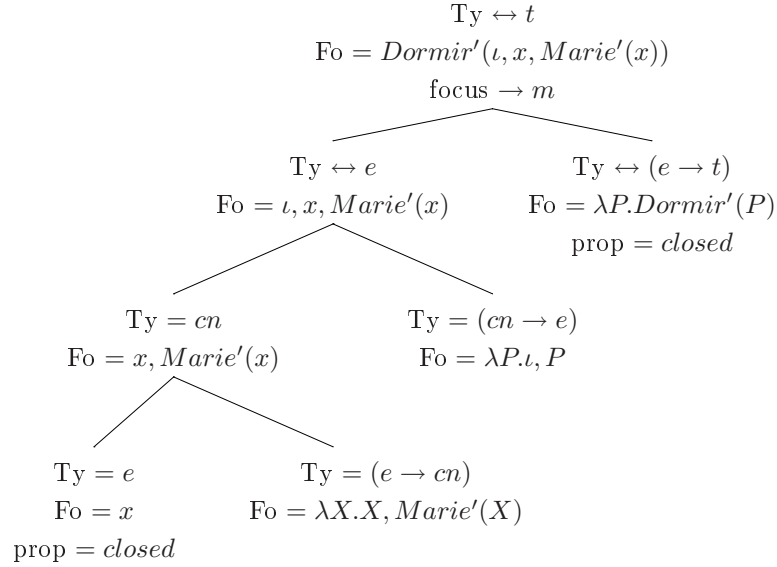 Ty ↔ t
Fo = Dormir′(ι, x, Marie′(x))
focus → m
Ty ↔ e
Fo = ι, x, Marie′(x)
Ty ↔ (e → t)
Fo = λP.Dormir′(P)
prop = closed
Ty = cn
Fo = x, Marie′(x)
Ty = (cn → e)
Fo = λP.ι, P
Ty = e
Fo = x
prop = closed
Ty = (e → cn)
Fo = λX.X, Marie′(X)